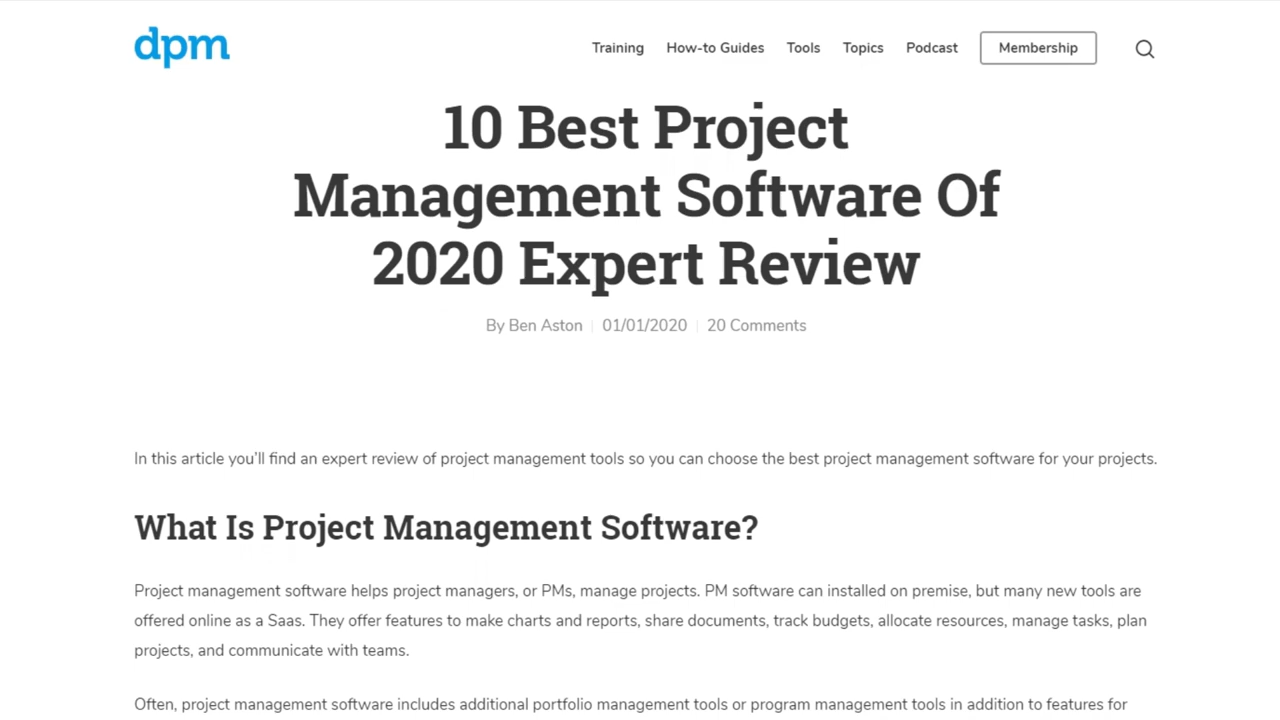 dpm
Training How-to Guides Tools Topics Podcast Membership
10 Best Project
Management Software Of
2020 Expert Review
By Ben Aston 01/01/2020 20 Comments
In this article you'll find an expert review of project management tools so you can choose the best project management software for your projects.
What Is Project Management Software?
Project management software helps project managers, or PMs, manage projects. PM software can installed on premise, but many new tools are
offered online as a Saas. They offer features to make charts and reports, share documents, track budgets, allocate resources, manage tasks, plan
projects, and communicate with teams.
Often, project management software includes additional portfolio management tools or program management tools in addition to features for